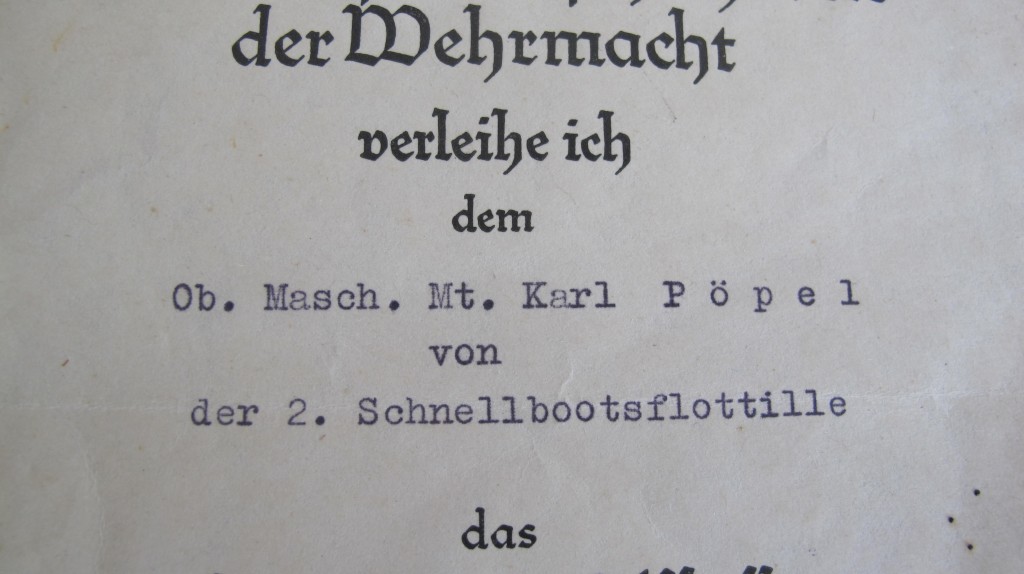 der Wehrmacht
verleihe ich
dem
Ob. Masch. Mt. Karl P ö p e l
von
der 2. Schnellbootsflottille
das